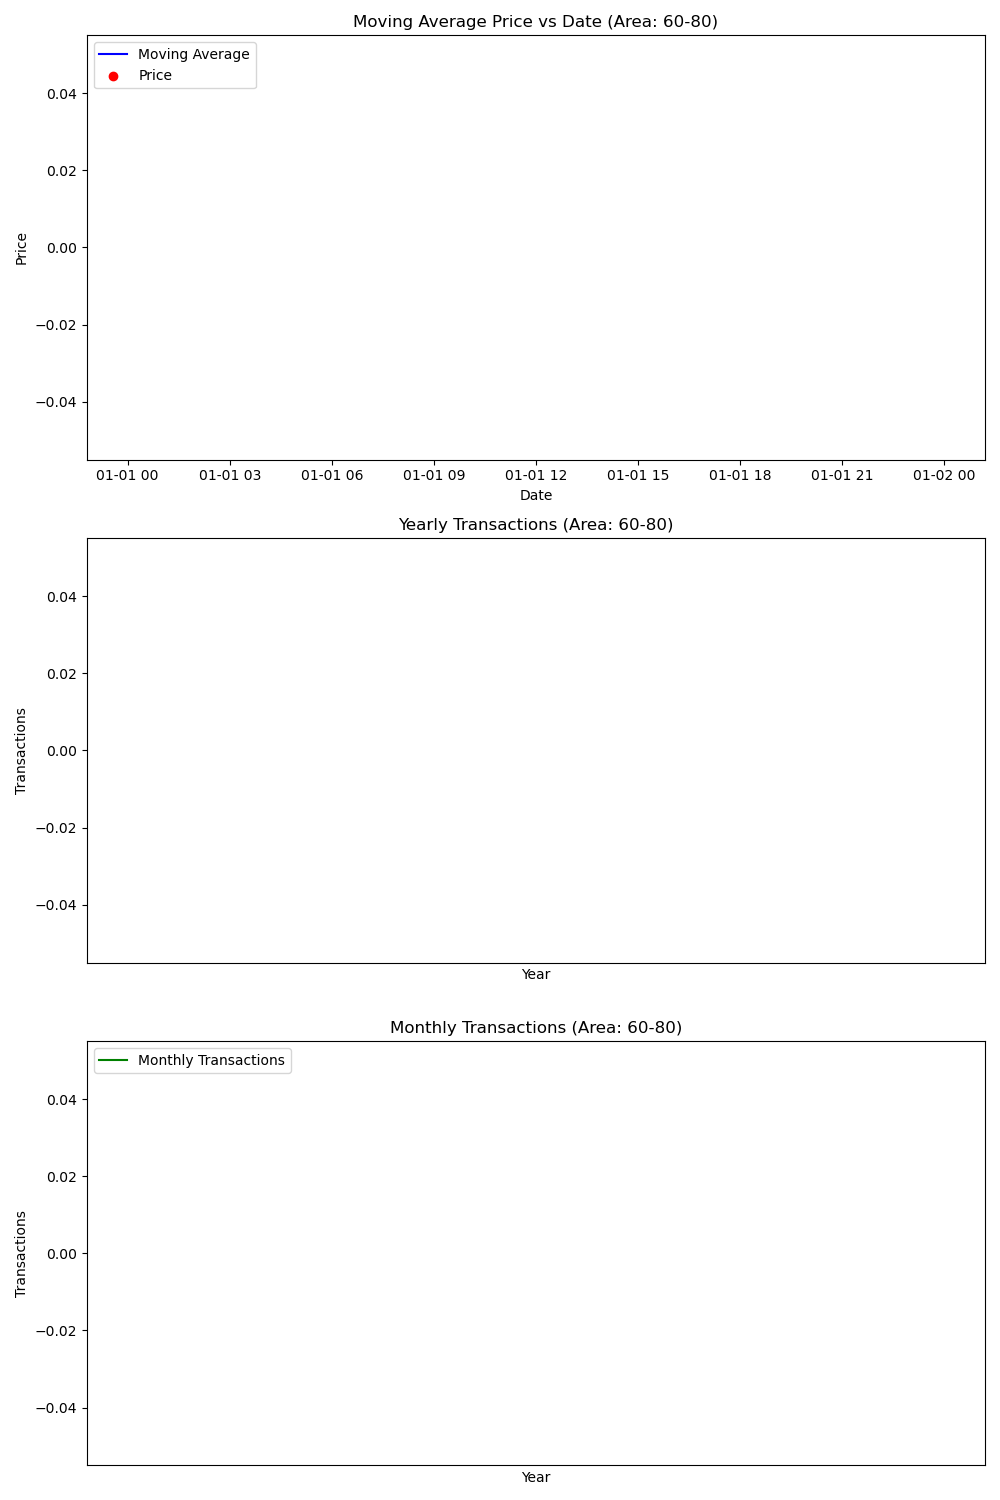 Moving Average Price vs Date (Area: 60-80)
Moving Average
Price
0.04
0.02
0.00
−0.02
−0.04
Price
01-01 00 01-01 03 01-01 06 01-01 09 01-01 12 01-01 15 01-01 18 01-01 21 01-02 00
Date
Yearly Transactions (Area: 60-80)
0.04
0.02
0.00
−0.02
−0.04
Transactions
Year
Monthly Transactions (Area: 60-80)
Monthly Transactions
0.04
0.02
0.00
−0.02
−0.04
Transactions
Year